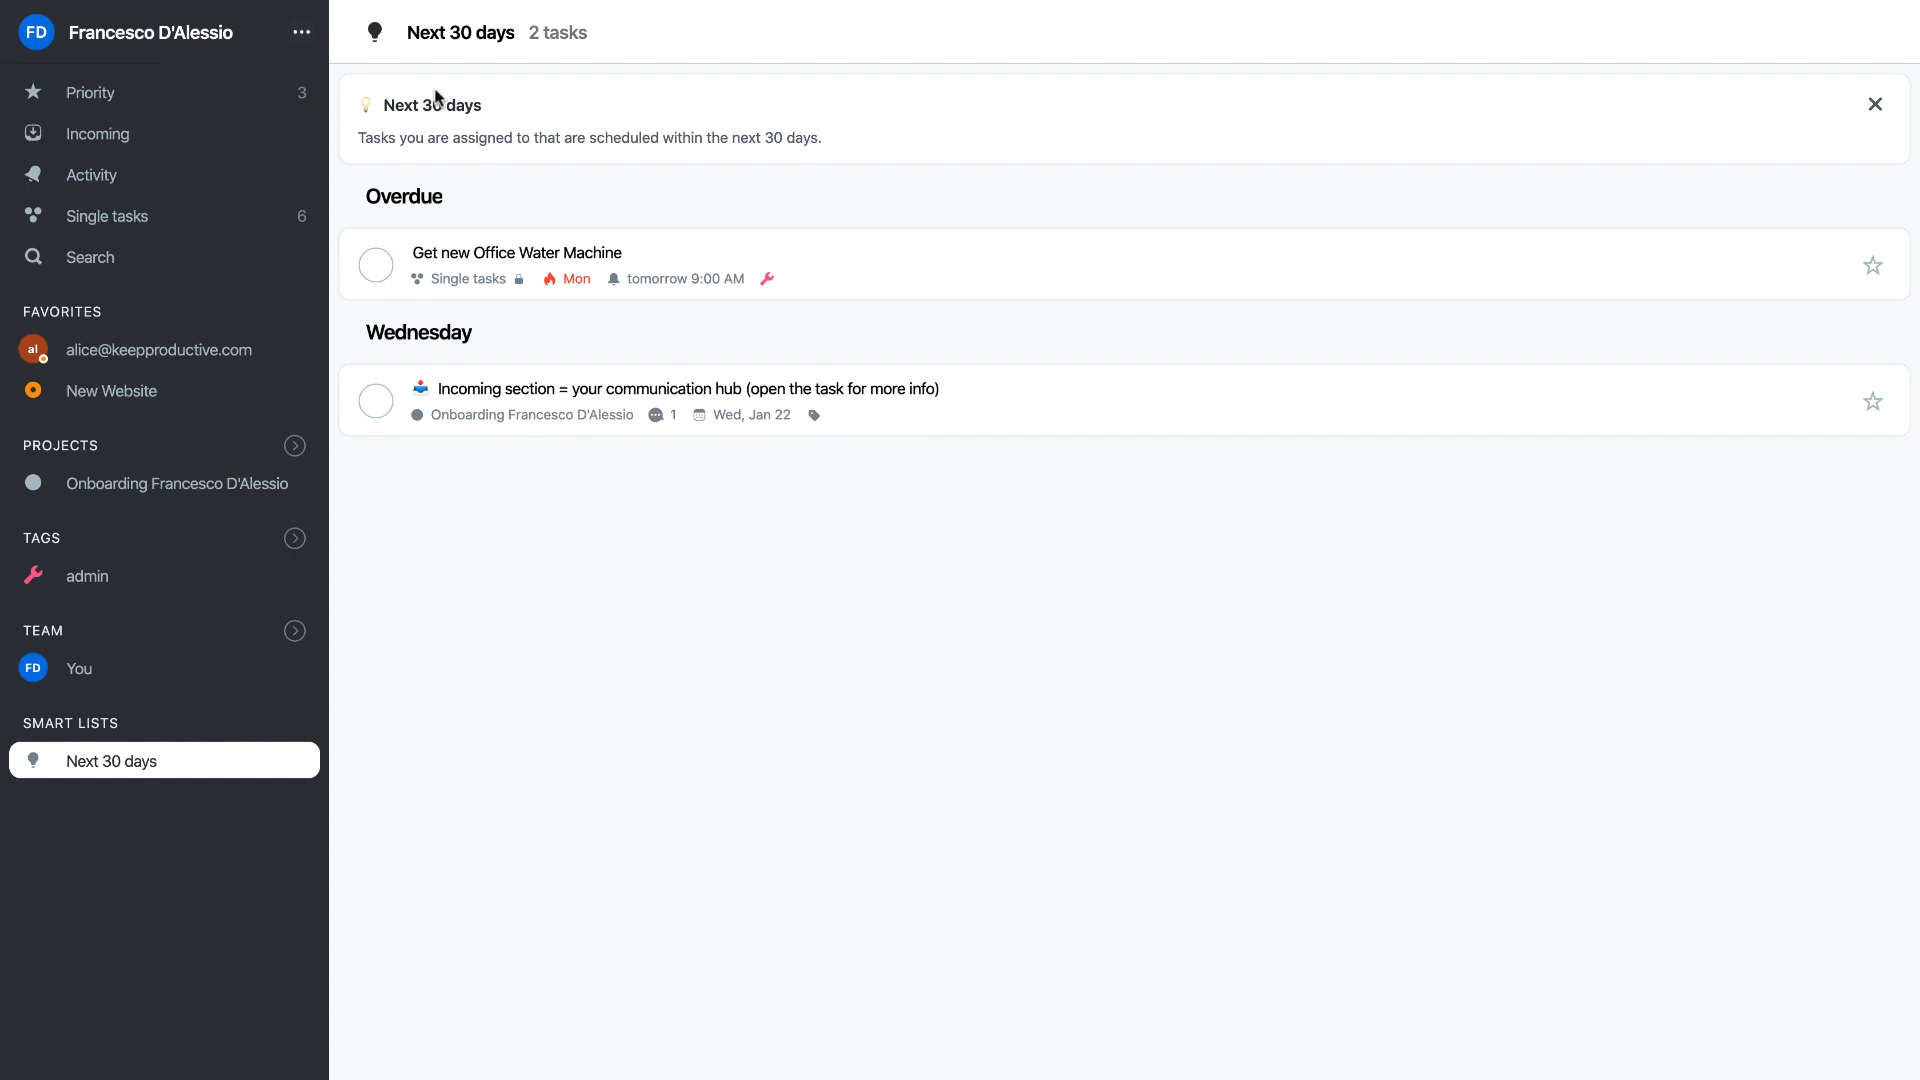 FD Francesco D'Alessio
Priority 3
Incoming
Activity
Single tasks 6
Search
FAVORITES
al alice@keepproductive.com
New Website
PROJECTS
Onboarding Francesco D'Alessio
TAGS
admin
TEAM
FD You
SMART LISTS
Next 30 days
Next 30 days 2 tasks
Next 30 days
Tasks you are assigned to that are scheduled within the next 30 days.
Overdue
Get new Office Water Machine
Single tasks Mon tomorrow 9:00 AM
Wednesday
Incoming section = your communication hub (open the task for more info)
Onboarding Francesco D'Alessio 1 Wed, Jan 22